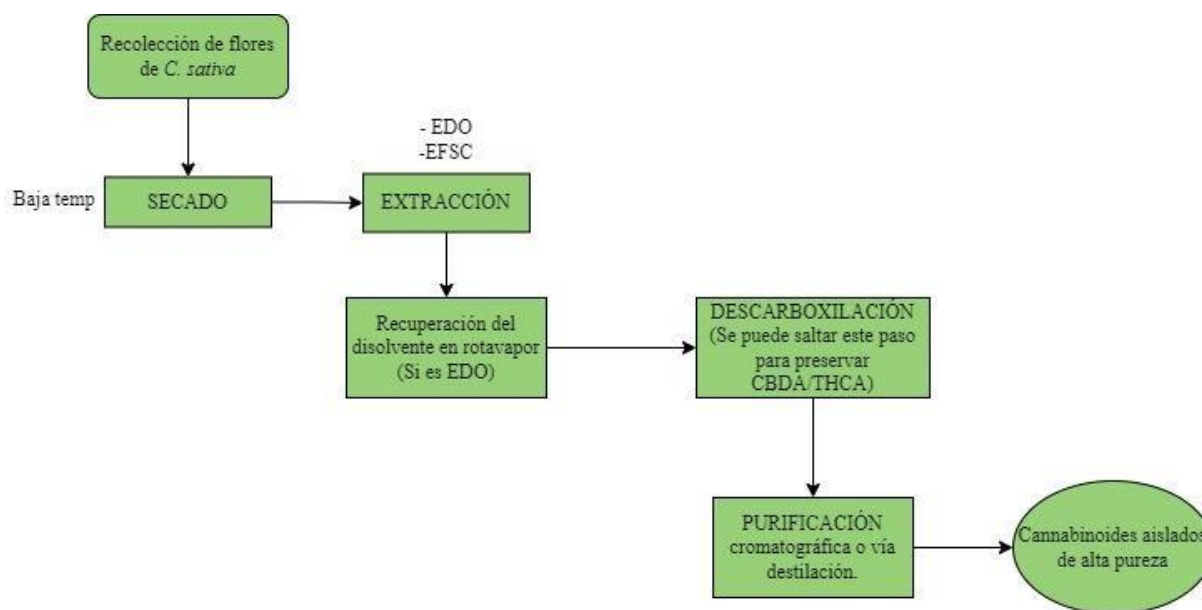 Recolección de flores
de C. sativa
- EDO
-EFSC
Baja temp
SECADO
EXTRACCIÓN
Recuperación del
disolvente en rotavapor
(Si es EDO)
DESCARBOXILACIÓN
(Se puede saltar este paso
para preservar
CBDA/THCA)
PURIFICACIÓN
cromatográfica o vía
destilación.
Cannabinoides aislados
de alta pureza